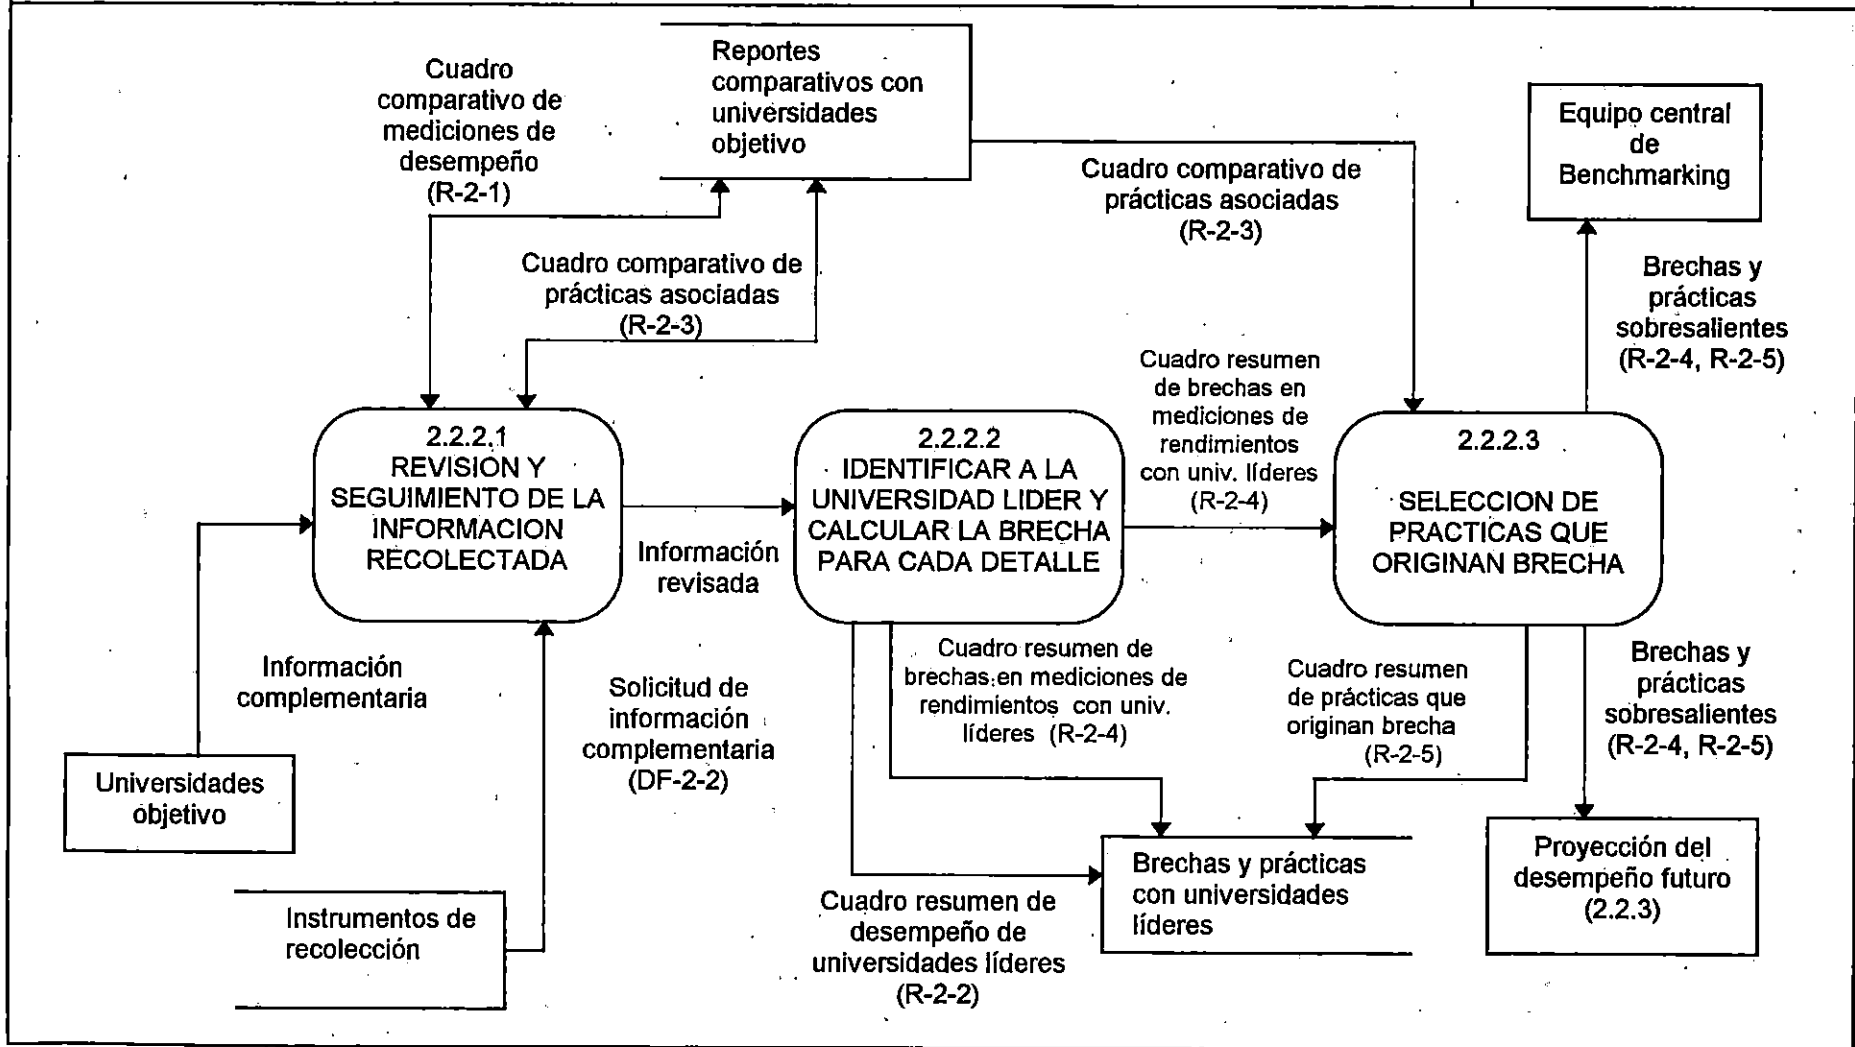 Reportes
comparativos con
universidades
objetivo
Cuadro
comparativo de
mediciones de
desempeño
(R-2-1)
Equipo central
de
Benchmarking
Cuadro comparativo de
prácticas asociadas
(R-2-3)
Cuadro comparativo de
prácticas asociadas
(R-2-3)
Brechas y
prácticas
sobresalientes
(R-2-4, R-2-5)
Cuadro resumen
de brechas en
mediciones de
rendimientos
con univ. líderes
(R-2-4)
2.2.2.1
REVISION Y
SEGUIMIENTO DE LA
INFORMACION
RECOLECTADA
Información
revisada
2.2.2.2
IDENTIFICAR A LA
UNIVERSIDAD LIDER Y
CALCULAR LA BRECHA
PARA CADA DETALLE
2.2.2.3
SELECCION DE
PRACTICAS QUE
ORIGINAN BRECHA
Información
complementaria
Solicitud de
información
complementaria
(DF-2-2)
Cuadro resumen de
brechas en mediciones de
rendimientos con univ.
líderes (R-2-4)
Cuadro resumen
de prácticas que
originan brecha
(R-2-5)
Brechas y
prácticas
sobresalientes
(R-2-4, R-2-5)
Universidades
objetivo
Instrumentos de
recolección
Cuadro resumen de
desempeño de
universidades líderes
(R-2-2)
Brechas y prácticas
con universidades
líderes
Proyección del
desempeño futuro
(2.2.3)